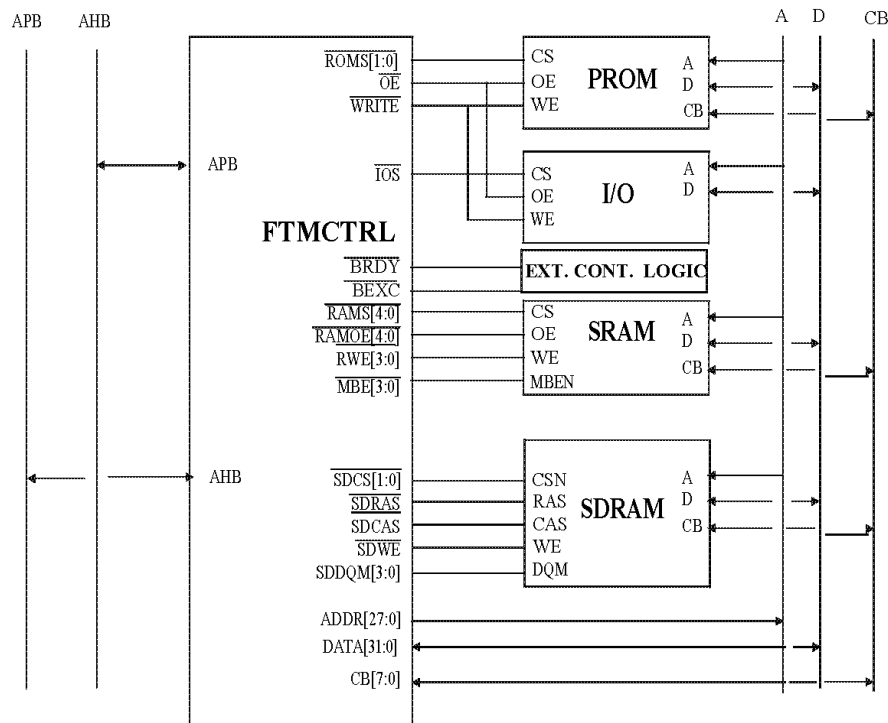 APB AHB A D CB
ROMS[1:0] CS A
OE OE PROM D
WRITE WE CB
APB IOS CS A
OE I/O D
WE
FTMCTRL
BRDY EXT. CONT. LOGIC
BEXC
RAMS[4:0] CS A
RAMOE[4:0] OE SRAM D
RWE[3:0] WE CB
MBE[3:0] MBEN
AHB SDCS[1:0] CSN A
SDRAS RAS SDRAM D
SDCAS CAS CB
SDWE WE
SDDQM[3:0] DQM
ADDR[27:0]
DATA[31:0]
CB[7:0]